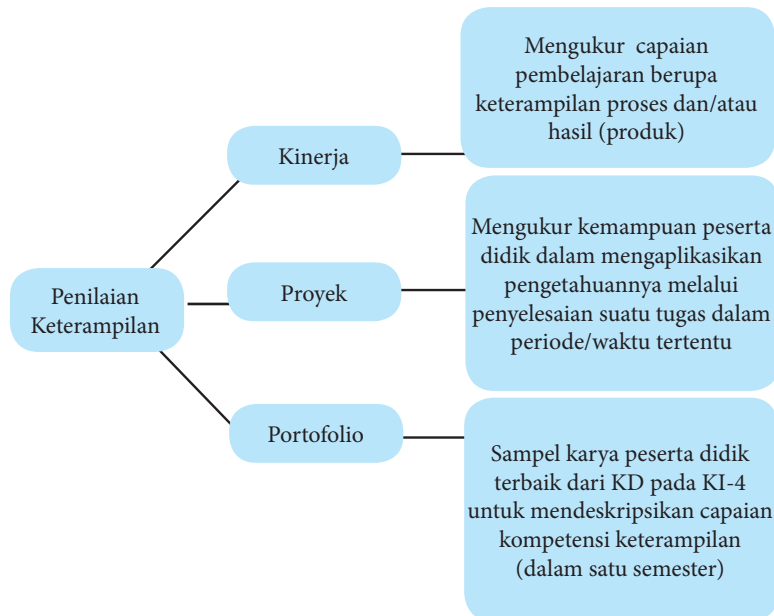 Penilaian
Keterampilan
Kinerja
Mengukur capaian
pembelajaran berupa
keterampilan proses dan/atau
hasil (produk)
Proyek
Mengukur kemampuan peserta
didik dalam mengaplikasikan
pengetahuannya melalui
penyelesaian suatu tugas dalam
periode/waktu tertentu
Portofolio
Sampel karya peserta didik
terbaik dari KD pada KI-4
untuk mendeskripsikan capaian
kompetensi keterampilan
(dalam satu semester)